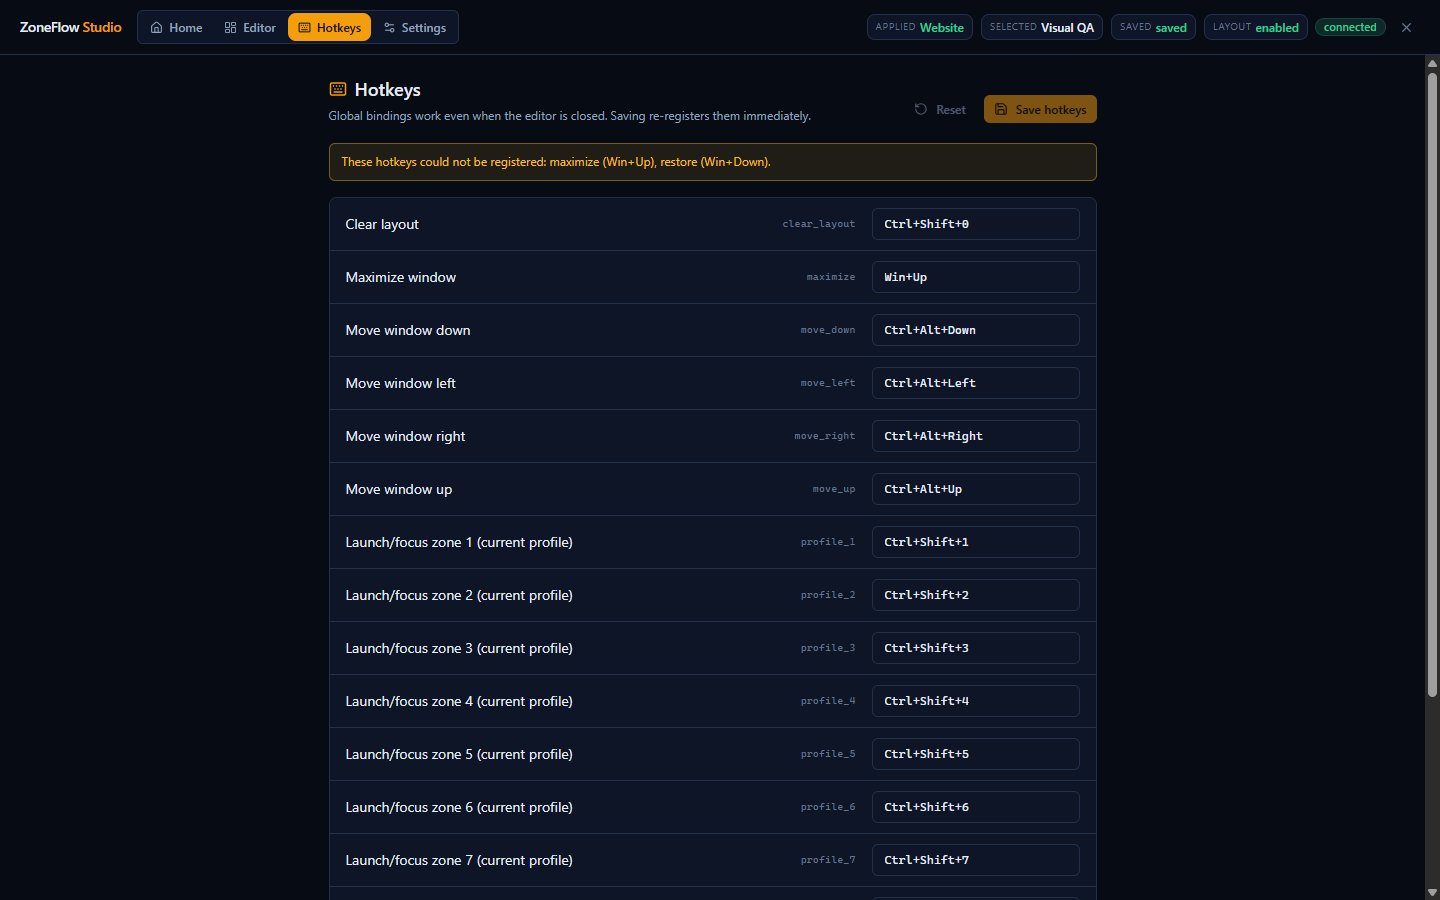 ZoneFlow Studio
Home
Editor
Hotkeys
Settings
APPLIED Website
SELECTED Visual QA
SAVED saved
LAYOUT enabled
connected
Hotkeys
Global bindings work even when the editor is closed. Saving re-registers them immediately.
Reset
Save hotkeys
These hotkeys could not be registered: maximize (Win+Up), restore (Win+Down).
Clear layout clear_layout Ctrl+Shift+0
Maximize window maximize Win+Up
Move window down move_down Ctrl+Alt+Down
Move window left move_left Ctrl+Alt+Left
Move window right move_right Ctrl+Alt+Right
Move window up move_up Ctrl+Alt+Up
Launch/focus zone 1 (current profile) profile_1 Ctrl+Shift+1
Launch/focus zone 2 (current profile) profile_2 Ctrl+Shift+2
Launch/focus zone 3 (current profile) profile_3 Ctrl+Shift+3
Launch/focus zone 4 (current profile) profile_4 Ctrl+Shift+4
Launch/focus zone 5 (current profile) profile_5 Ctrl+Shift+5
Launch/focus zone 6 (current profile) profile_6 Ctrl+Shift+6
Launch/focus zone 7 (current profile) profile_7 Ctrl+Shift+7